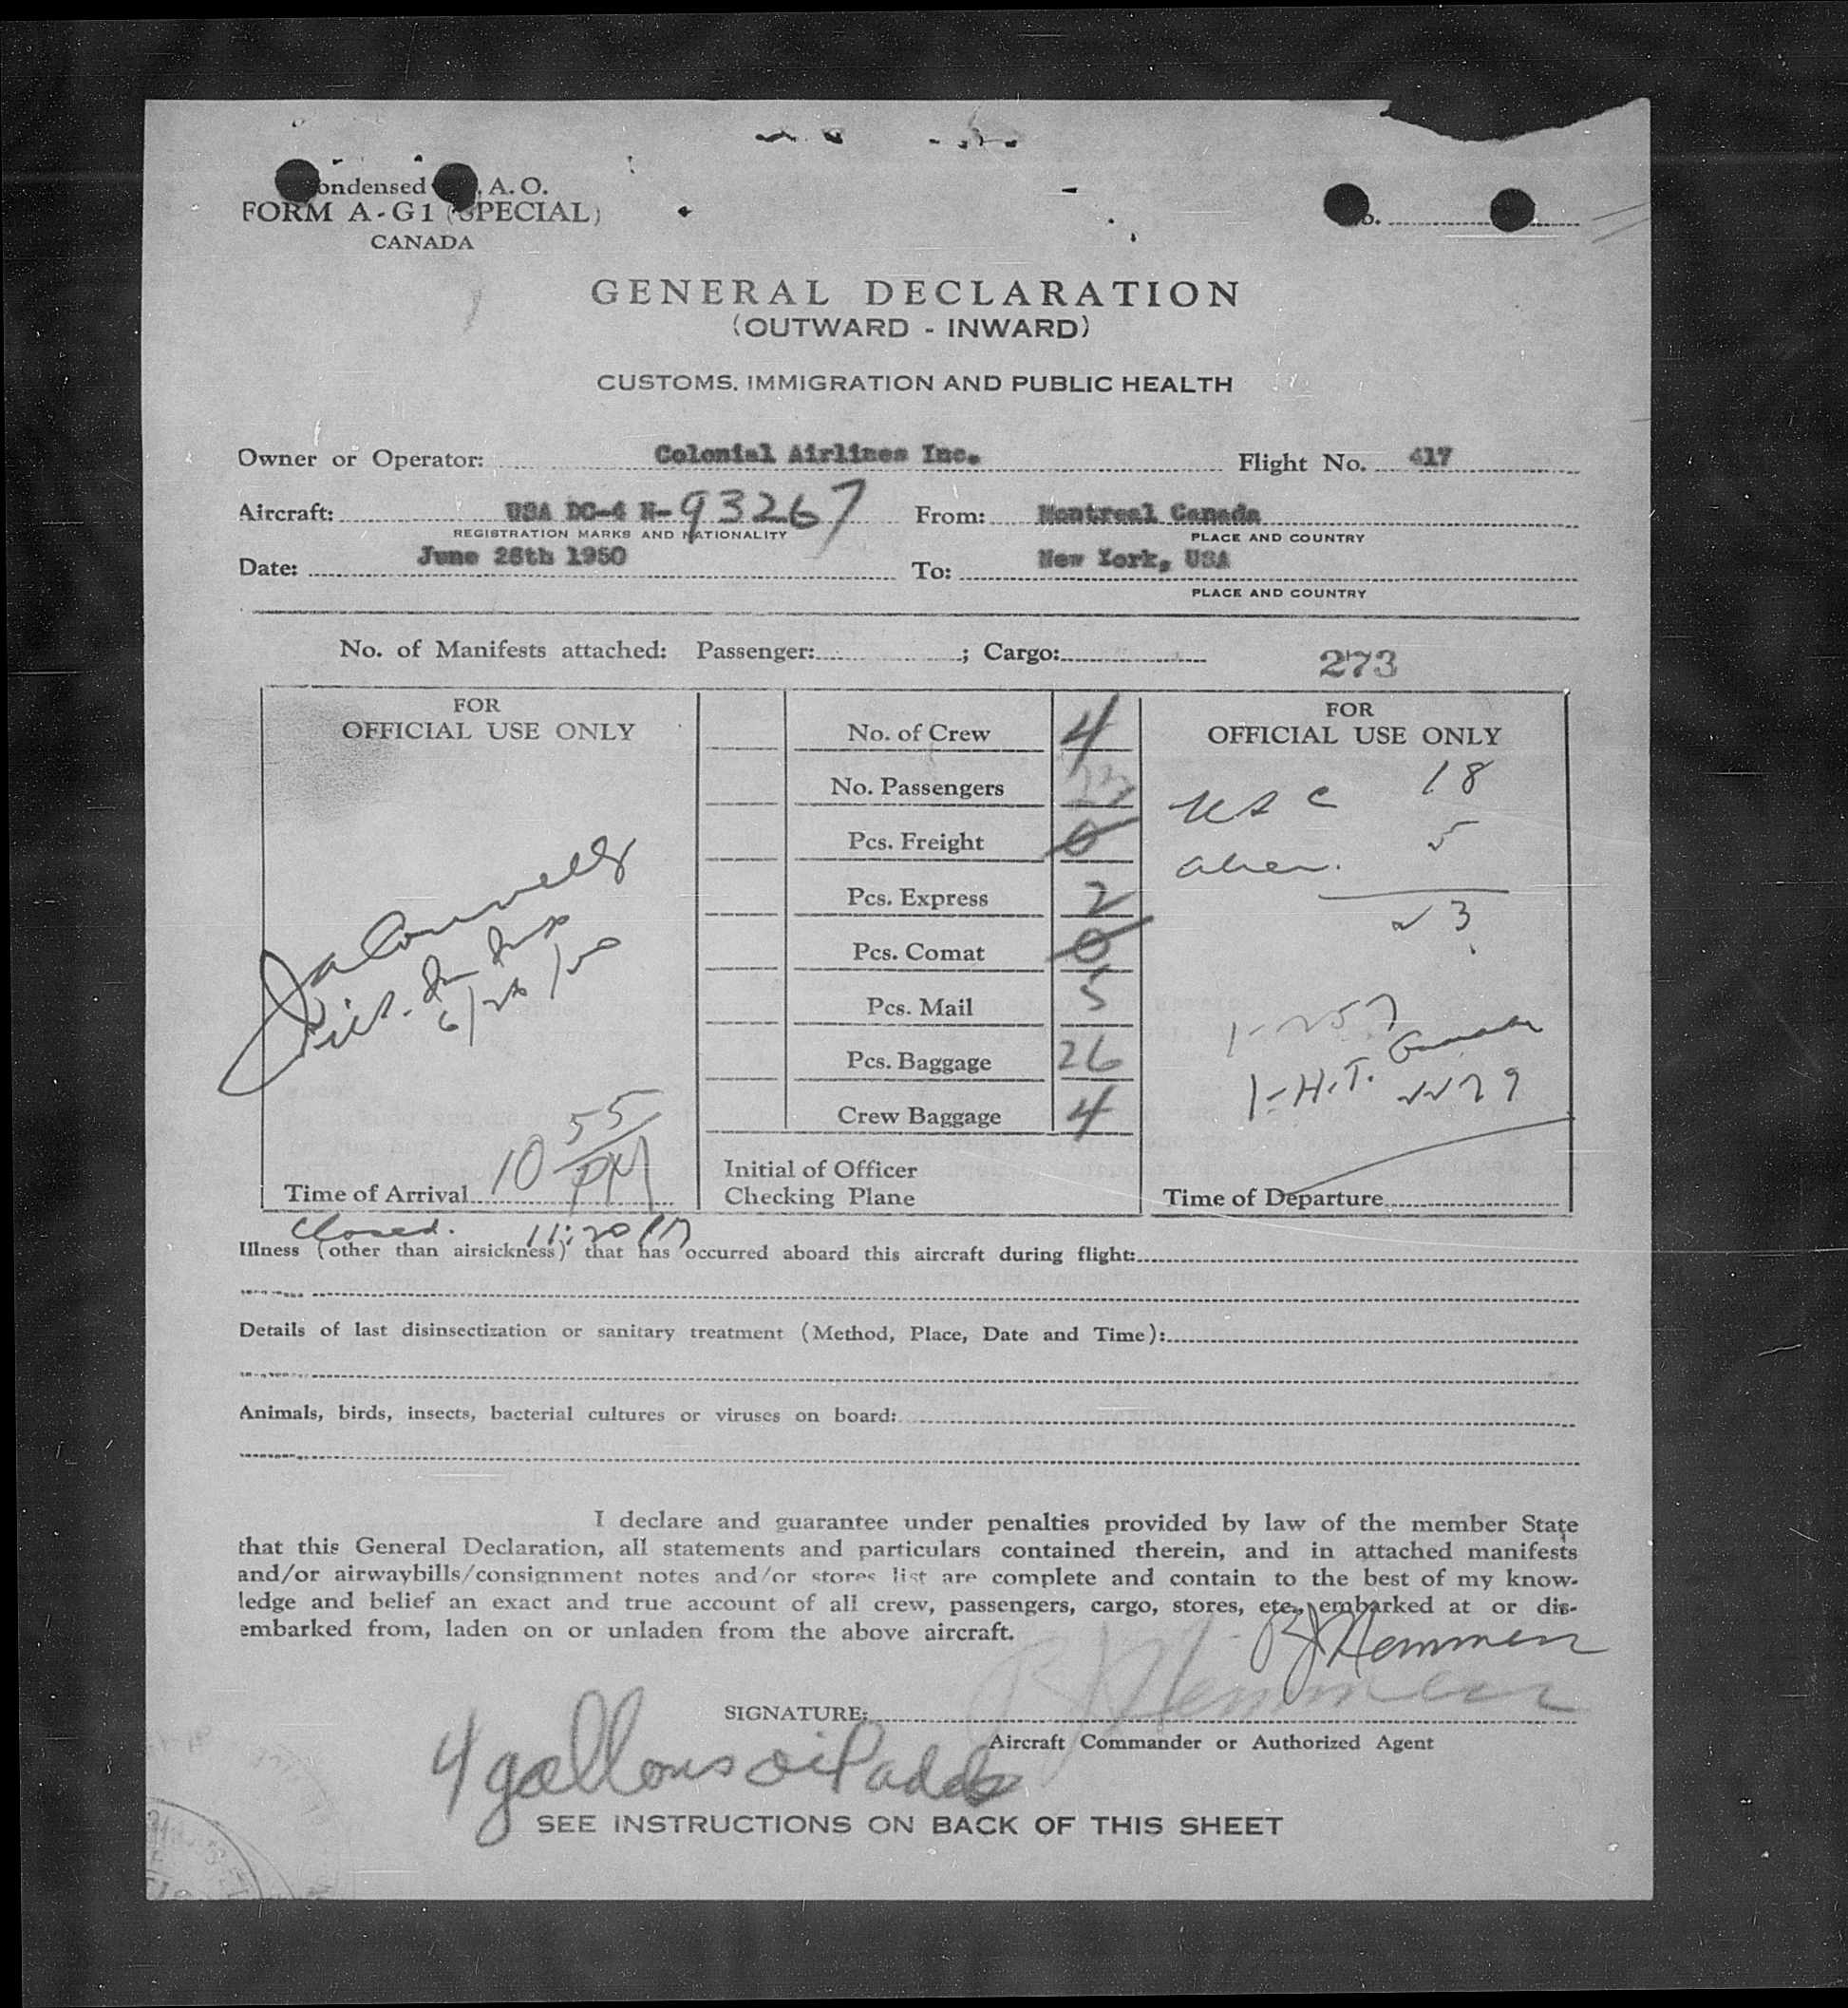 ondensed . A. O.
FORM A-G1 (SPECIAL)
CANADA
GENERAL DECLARATION
(OUTWARD - INWARD)
CUSTOMS, IMMIGRATION AND PUBLIC HEALTH
Owner or Operator: Colonial Airlines Inc. Flight No. 417
Aircraft: USA DC-4 N-93267 From: Montreal Canada
REGISTRATION MARKS AND NATIONALITY PLACE AND COUNTRY
Date: June 28th 1950 To: New York, USA
PLACE AND COUNTRY
No. of Manifests attached: Passenger: ; Cargo: 273
FOR
OFFICIAL USE ONLY
Time of Arrival 10 55 PM
No. of Crew 4
No. Passengers 23
Pcs. Freight 0
Pcs. Express 2
Pcs. Comat 0
Pcs. Mail 5
Pcs. Baggage 26
Crew Baggage 4
Initial of Officer
Checking Plane
FOR
OFFICIAL USE ONLY
USC 18
alien. 5
23
1-257
1-H.T.
Time of Departure
Closed. 11:20 PM
Illness (other than airsickness) that has occurred aboard this aircraft during flight:
Details of last disinsectization or sanitary treatment (Method, Place, Date and Time):
Animals, birds, insects, bacterial cultures or viruses on board:
I declare and guarantee under penalties provided by law of the member State
that this General Declaration, all statements and particulars contained therein, and in attached manifests
and/or airwaybills/consignment notes and/or stores list are complete and contain to the best of my know-
ledge and belief an exact and true account of all crew, passengers, cargo, stores, etc., embarked at or dis-
embarked from, laden on or unladen from the above aircraft.
SIGNATURE:
Aircraft Commander or Authorized Agent
4 gallons oil added
SEE INSTRUCTIONS ON BACK OF THIS SHEET